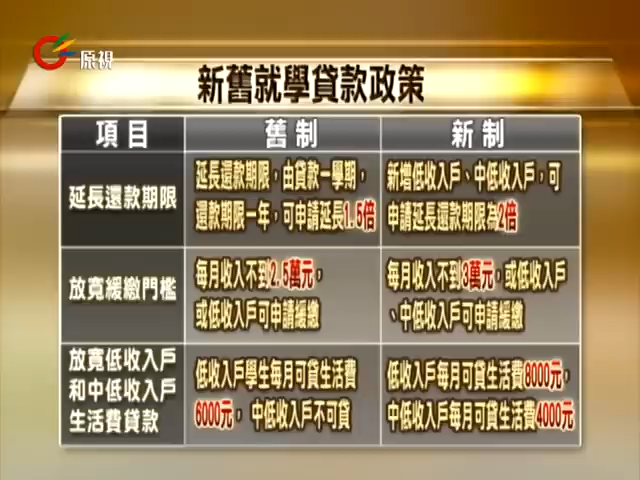 原視
新舊就學貸款政策
項目 舊制 新制
延長還款期限
延長還款期限，由貸款一學期，
還款期限一年，可申請延長1.5倍
新增低收入戶、中低收入戶，可
申請延長還款期限為2倍
放寬緩繳門檻
每月收入不到2.5萬元，
或低收入戶可申請緩繳
每月收入不到3萬元，或低收入戶
、中低收入戶可申請緩繳
放寬低收入戶
和中低收入戶
生活費貸款
低收入戶學生每月可貸生活費
6000元，中低收入戶不可貸
低收入戶每月可貸生活費8000元，
中低收入戶每月可貸生活費4000元